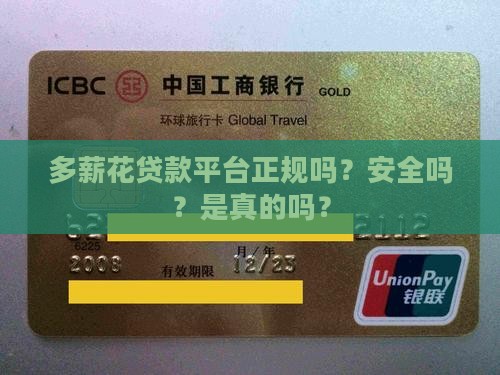 ICBC 中国工商银行 GOLD
环球旅行卡 Global Travel
多薪花贷款平台正规吗？安全吗
？是真的吗？
62
6225
月/年
2008 有效期限 12/23
UnionPay
银联